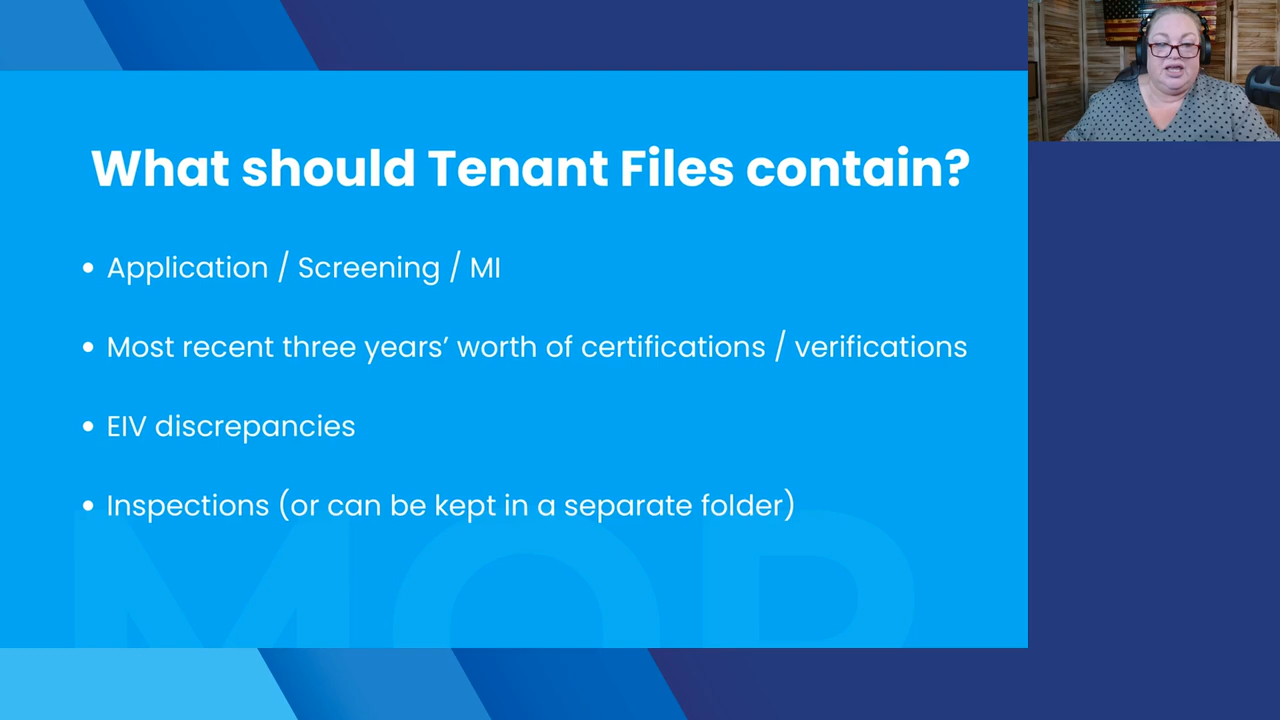 What should Tenant Files contain?
• Application / Screening / MI
• Most recent three years’ worth of certifications / verifications
• EIV discrepancies
• Inspections (or can be kept in a separate folder)
MOR